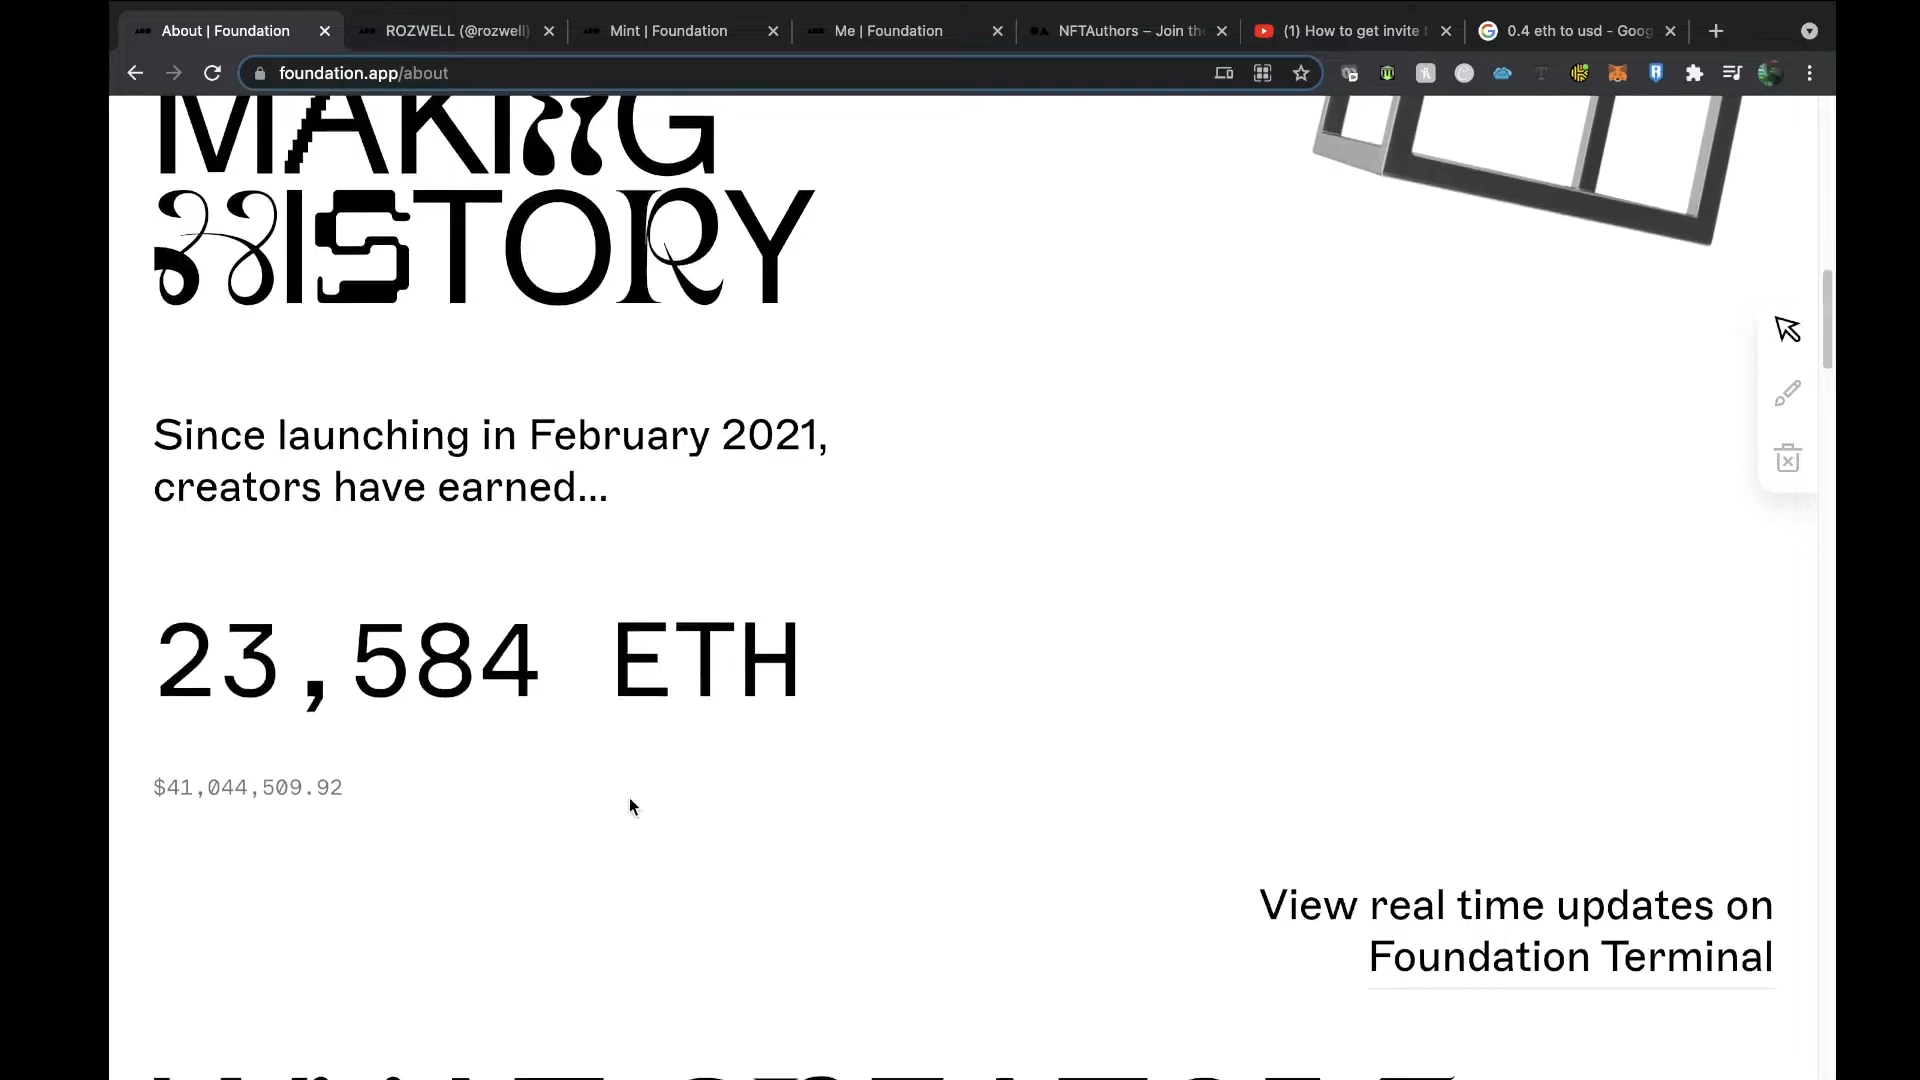 About | Foundation
ROZWELL (@rozwell)
Mint | Foundation
Me | Foundation
NFTAuthors – Join the
(1) How to get invite
0.4 eth to usd - Goog
foundation.app/about
MAKING
HISTORY
Since launching in February 2021,
creators have earned...
23,584 ETH
$41,044,509.92
View real time updates on
Foundation Terminal